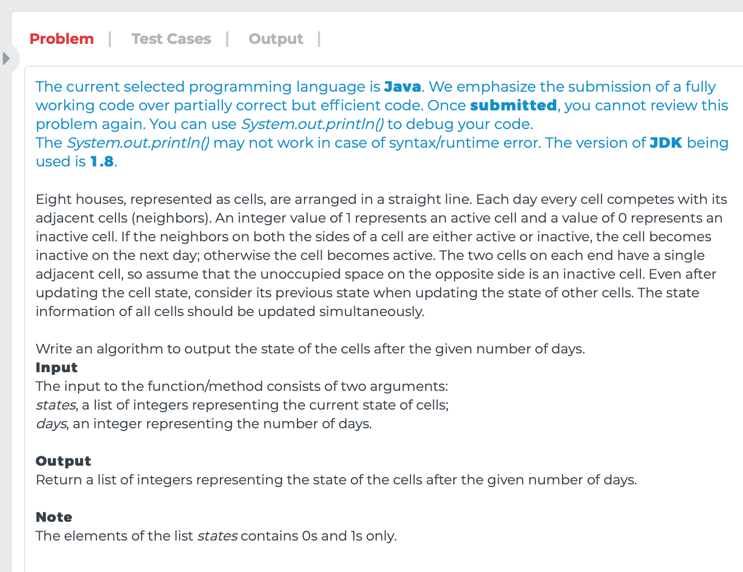 Problem | Test Cases | Output |
The current selected programming language is Java. We emphasize the submission of a fully
working code over partially correct but efficient code. Once submitted, you cannot review this
problem again. You can use System.out.println() to debug your code.
The System.out.println() may not work in case of syntax/runtime error. The version of JDK being
used is 1.8.
Eight houses, represented as cells, are arranged in a straight line. Each day every cell competes with its
adjacent cells (neighbors). An integer value of 1 represents an active cell and a value of 0 represents an
inactive cell. If the neighbors on both the sides of a cell are either active or inactive, the cell becomes
inactive on the next day; otherwise the cell becomes active. The two cells on each end have a single
adjacent cell, so assume that the unoccupied space on the opposite side is an inactive cell. Even after
updating the cell state, consider its previous state when updating the state of other cells. The state
information of all cells should be updated simultaneously.
Write an algorithm to output the state of the cells after the given number of days.
Input
The input to the function/method consists of two arguments:
states, a list of integers representing the current state of cells;
days, an integer representing the number of days.
Output
Return a list of integers representing the state of the cells after the given number of days.
Note
The elements of the list states contains 0s and 1s only.